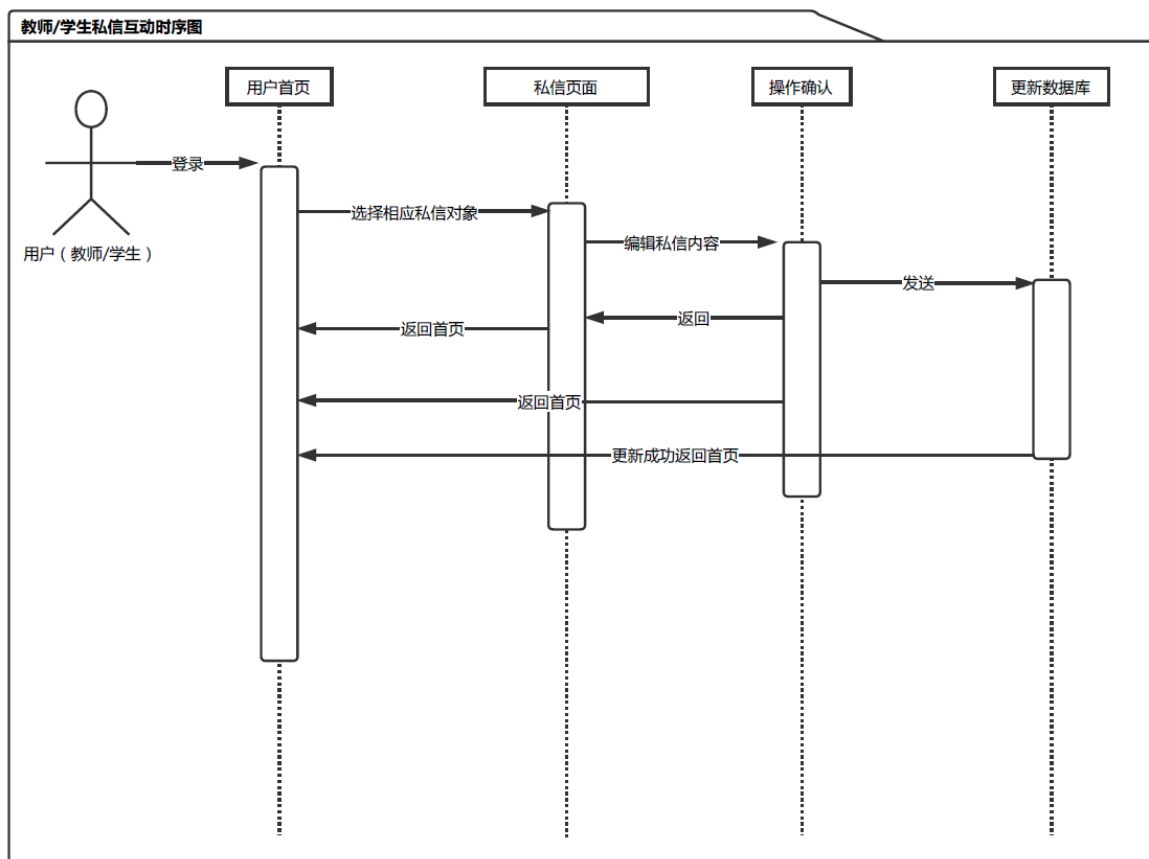 教师/学生私信互动时序图
用户首页
私信页面
操作确认
更新数据库
登录
用户（教师/学生）
选择相应私信对象
编辑私信内容
发送
返回
返回首页
返回首页
更新成功返回首页